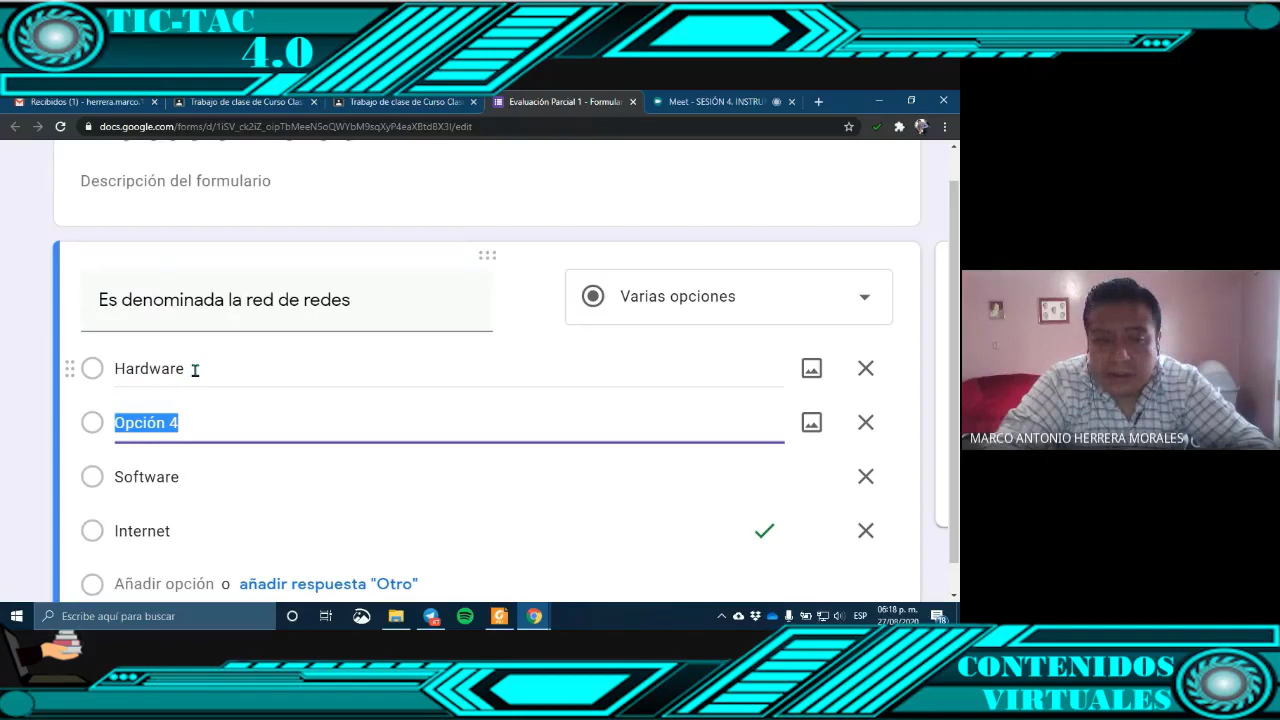 TIC-TAC
4.0
Recibidos (1) - herrera.marco.
Trabajo de clase de Curso Clas
Trabajo de clase de Curso Clas
Evaluación Parcial 1 - Formular
Meet - SESIÓN 4. INSTRU
docs.google.com/forms/d/1iSV_ck2iZ_oipTbMeeN5oQWYbM9sqXyP4eaXBtdBX3I/edit
Descripción del formulario
Es denominada la red de redes
Varias opciones
Hardware
Opción 4
Software
Internet
Añadir opción o añadir respuesta "Otro"
MARCO ANTONIO HERRERA MORALES
Escribe aquí para buscar
ESP
06:18 p. m.
27/08/2020
CONTENIDOS
VIRTUALES